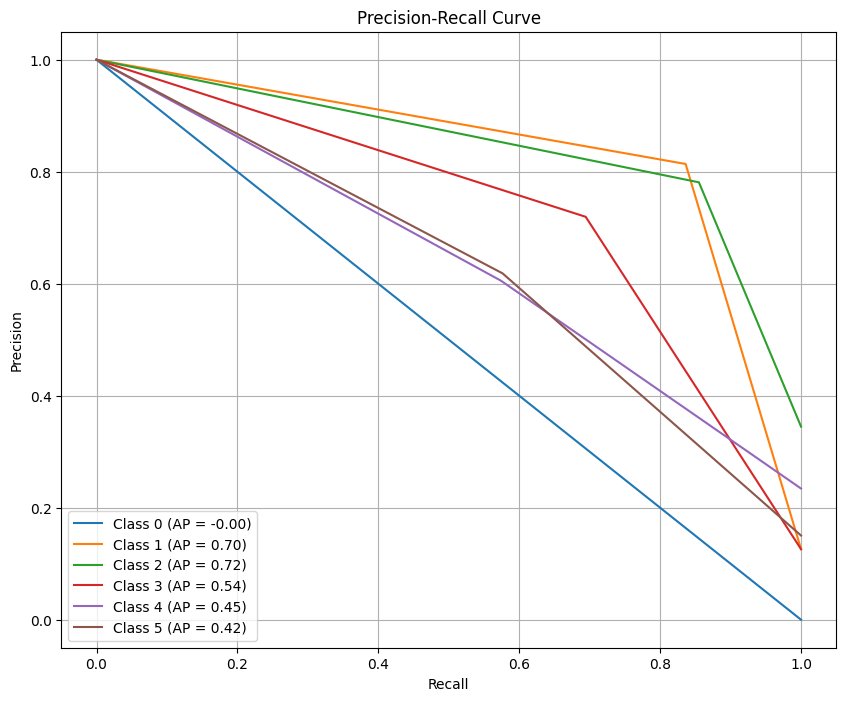 Precision-Recall Curve
1.0
0.8
0.6
0.4
0.2
0.0
Precision
Class 0 (AP = -0.00)
Class 1 (AP = 0.70)
Class 2 (AP = 0.72)
Class 3 (AP = 0.54)
Class 4 (AP = 0.45)
Class 5 (AP = 0.42)
0.0 0.2 0.4 0.6 0.8 1.0
Recall